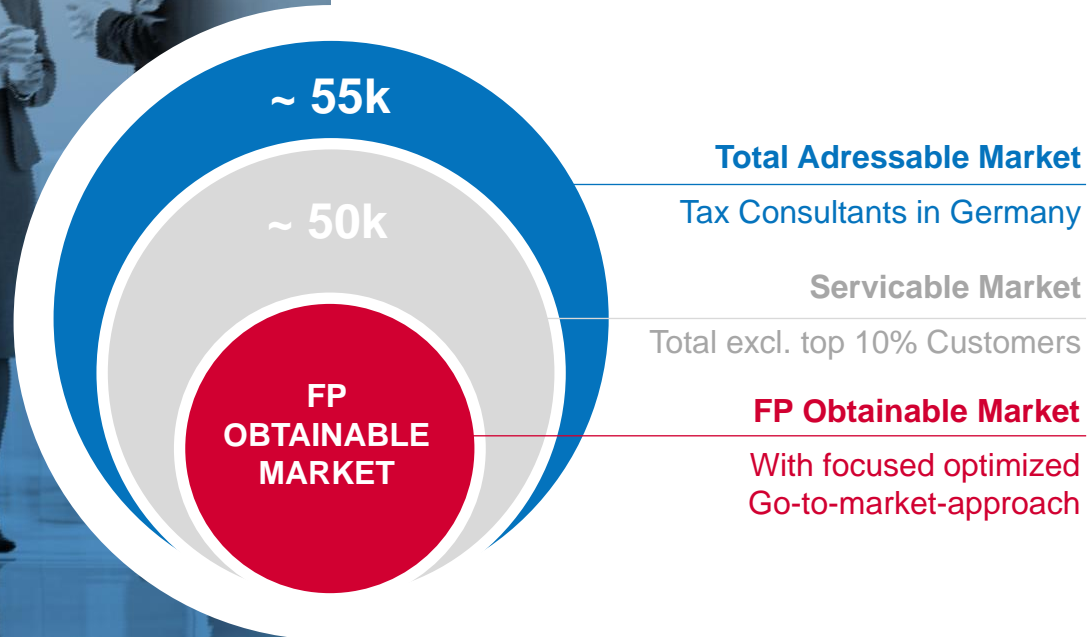 ~ 55k
~ 50k
FP
OBTAINABLE
MARKET
Total Adressable Market
Tax Consultants in Germany
Servicable Market
Total excl. top 10% Customers
FP Obtainable Market
With focused optimized
Go-to-market-approach